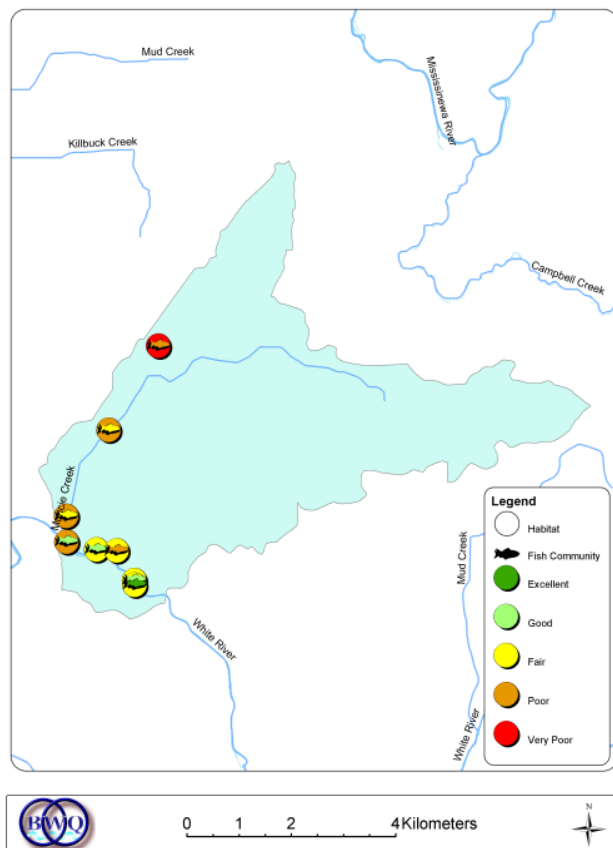 Mud Creek
Mississinewa River
Killbuck Creek
Campbell Creek
Creek
White River
Mud Creek
White River
Legend
Habitat
Fish Community
Excellent
Good
Fair
Poor
Very Poor
BWQ
0 1 2 4 Kilometers
N